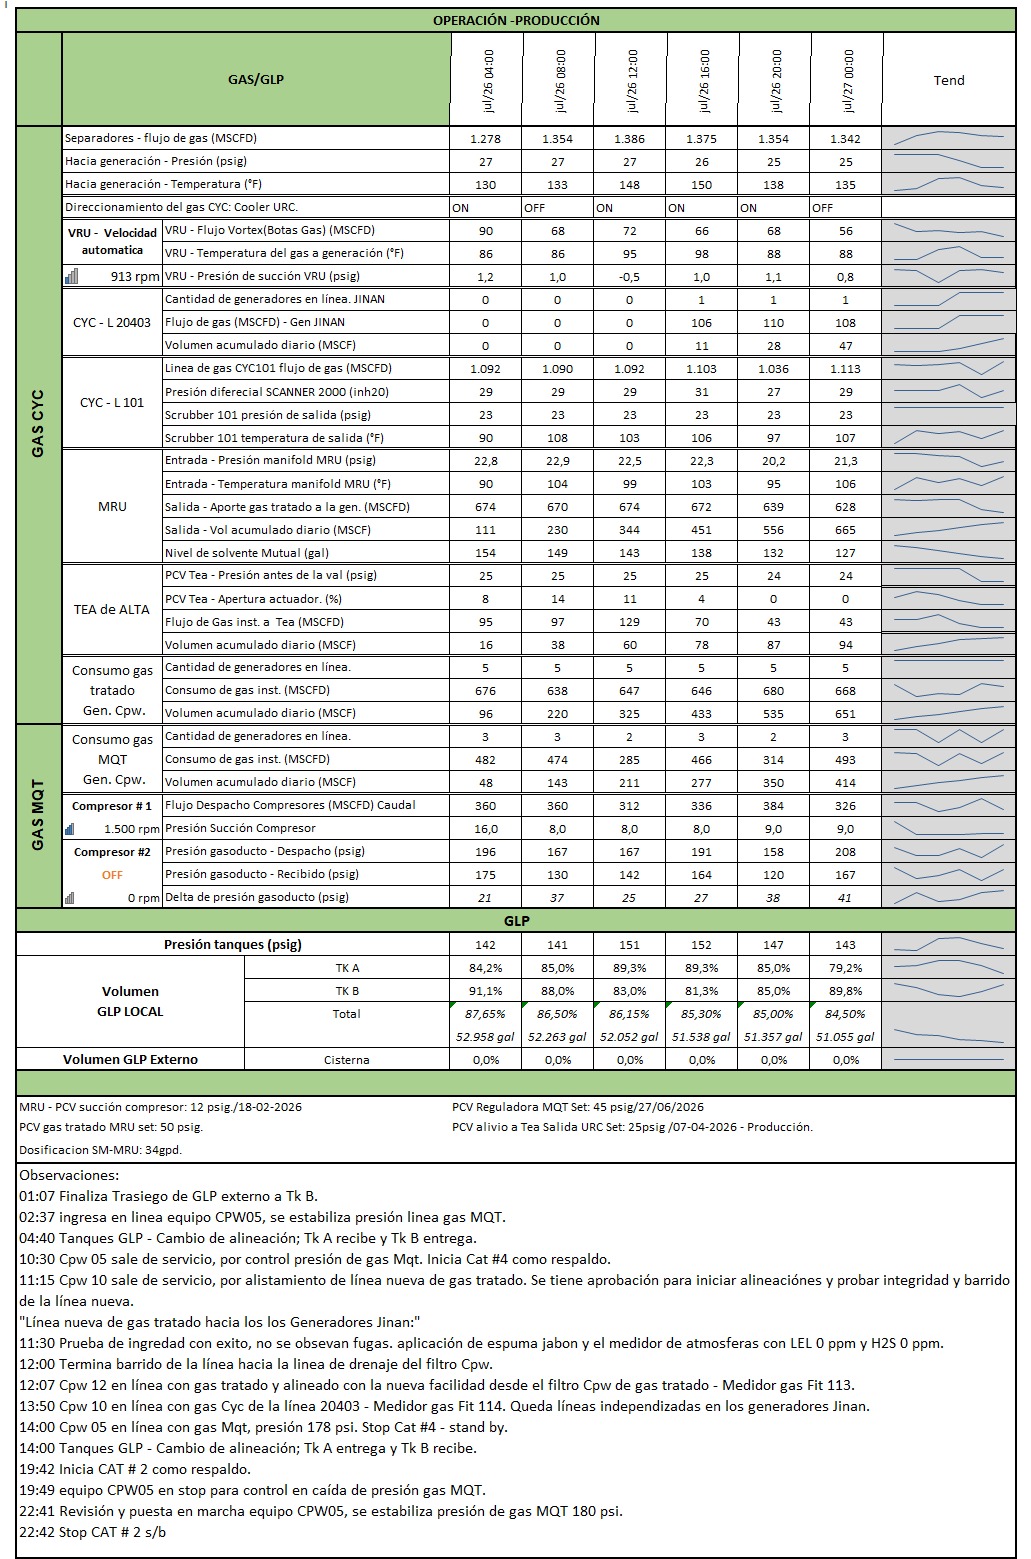 OPERACIÓN -PRODUCCIÓN
GAS/GLP jul/26 04:00 jul/26 08:00 jul/26 12:00 jul/26 16:00 jul/26 20:00 jul/27 00:00 Tend
GAS CYC
Separadores - flujo de gas (MSCFD) 1.278 1.354 1.386 1.375 1.354 1.342
Hacia generación - Presión (psig) 27 27 27 26 25 25
Hacia generación - Temperatura (°F) 130 133 148 150 138 135
Direccionamiento del gas CYC: Cooler URC. ON OFF ON ON ON OFF
VRU - Velocidad automatica
VRU - Flujo Vortex(Botas Gas) (MSCFD) 90 68 72 66 68 56
VRU - Temperatura del gas a generación (°F) 86 86 95 98 88 88
913 rpm VRU - Presión de succión VRU (psig) 1,2 1,0 -0,5 1,0 1,1 0,8
CYC - L 20403
Cantidad de generadores en línea. JINAN 0 0 0 1 1 1
Flujo de gas (MSCFD) - Gen JINAN 0 0 0 106 110 108
Volumen acumulado diario (MSCF) 0 0 0 11 28 47
CYC - L 101
Linea de gas CYC101 flujo de gas (MSCFD) 1.092 1.090 1.092 1.103 1.036 1.113
Presión diferecial SCANNER 2000 (inh20) 29 29 29 31 27 29
Scrubber 101 presión de salida (psig) 23 23 23 23 23 23
Scrubber 101 temperatura de salida (°F) 90 108 103 106 97 107
MRU
Entrada - Presión manifold MRU (psig) 22,8 22,9 22,5 22,3 20,2 21,3
Entrada - Temperatura manifold MRU (°F) 90 104 99 103 95 106
Salida - Aporte gas tratado a la gen. (MSCFD) 674 670 674 672 639 628
Salida - Vol acumulado diario (MSCF) 111 230 344 451 556 665
Nivel de solvente Mutual (gal) 154 149 143 138 132 127
TEA de ALTA
PCV Tea - Presión antes de la val (psig) 25 25 25 25 24 24
PCV Tea - Apertura actuador. (%) 8 14 11 4 0 0
Flujo de Gas inst. a Tea (MSCFD) 95 97 129 70 43 43
Volumen acumulado diario (MSCF) 16 38 60 78 87 94
Consumo gas tratado Gen. Cpw.
Cantidad de generadores en línea. 5 5 5 5 5 5
Consumo de gas inst. (MSCFD) 676 638 647 646 680 668
Volumen acumulado diario (MSCF) 96 220 325 433 535 651
GAS MQT
Consumo gas MQT Gen. Cpw.
Cantidad de generadores en línea. 3 3 2 3 2 3
Consumo de gas inst. (MSCFD) 482 474 285 466 314 493
Volumen acumulado diario (MSCF) 48 143 211 277 350 414
Compresor # 1 Flujo Despacho Compresores (MSCFD) Caudal 360 360 312 336 384 326
1.500 rpm Presión Succión Compresor 16,0 8,0 8,0 8,0 9,0 9,0
Compresor #2 Presión gasoducto - Despacho (psig) 196 167 167 191 158 208
OFF Presión gasoducto - Recibido (psig) 175 130 142 164 120 167
0 rpm Delta de presión gasoducto (psig) 21 37 25 27 38 41
GLP
Presión tanques (psig) 142 141 151 152 147 143
Volumen GLP LOCAL
TK A 84,2% 85,0% 89,3% 89,3% 85,0% 79,2%
TK B 91,1% 88,0% 83,0% 81,3% 85,0% 89,8%
Total 87,65% 86,50% 86,15% 85,30% 85,00% 84,50%
52.958 gal 52.263 gal 52.052 gal 51.538 gal 51.357 gal 51.055 gal
Volumen GLP Externo Cisterna 0,0% 0,0% 0,0% 0,0% 0,0% 0,0%
MRU - PCV succión compresor: 12 psig./18-02-2026 PCV Reguladora MQT Set: 45 psig/27/06/2026
PCV gas tratado MRU set: 50 psig. PCV alivio a Tea Salida URC Set: 25psig /07-04-2026 - Producción.
Dosificacion SM-MRU: 34gpd.
Observaciones:
01:07 Finaliza Trasiego de GLP externo a Tk B.
02:37 ingresa en linea equipo CPW05, se estabiliza presión linea gas MQT.
04:40 Tanques GLP - Cambio de alineación; Tk A recibe y Tk B entrega.
10:30 Cpw 05 sale de servicio, por control presión de gas Mqt. Inicia Cat #4 como respaldo.
11:15 Cpw 10 sale de servicio, por alistamiento de línea nueva de gas tratado. Se tiene aprobación para iniciar alineaciónes y probar integridad y barrido
de la línea nueva.
"Línea nueva de gas tratado hacia los los Generadores Jinan:"
11:30 Prueba de ingredad con exito, no se obsevan fugas. aplicación de espuma jabon y el medidor de atmosferas con LEL 0 ppm y H2S 0 ppm.
12:00 Termina barrido de la línea hacia la linea de drenaje del filtro Cpw.
12:07 Cpw 12 en línea con gas tratado y alineado con la nueva facilidad desde el filtro Cpw de gas tratado - Medidor gas Fit 113.
13:50 Cpw 10 en línea con gas Cyc de la línea 20403 - Medidor gas Fit 114. Queda líneas independizadas en los generadores Jinan.
14:00 Cpw 05 en línea con gas Mqt, presión 178 psi. Stop Cat #4 - stand by.
14:00 Tanques GLP - Cambio de alineación; Tk A entrega y Tk B recibe.
19:42 Inicia CAT # 2 como respaldo.
19:49 equipo CPW05 en stop para control en caída de presión gas MQT.
22:41 Revisión y puesta en marcha equipo CPW05, se estabiliza presión de gas MQT 180 psi.
22:42 Stop CAT # 2 s/b